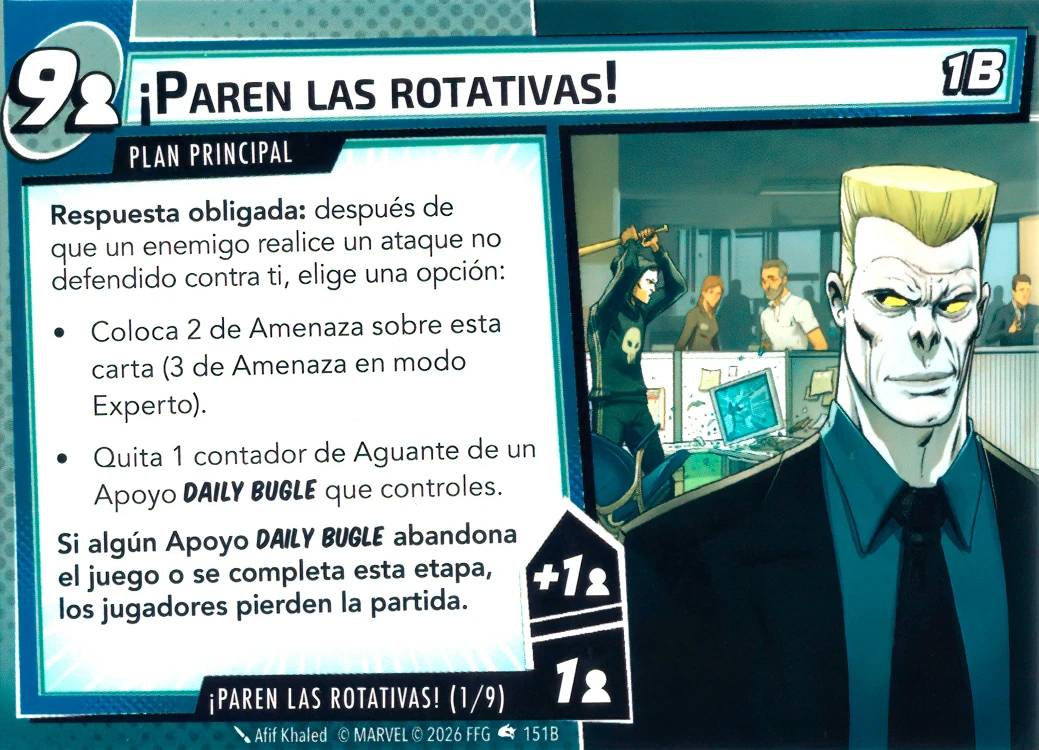 9
¡PAREN LAS ROTATIVAS!
1B
PLAN PRINCIPAL
Respuesta obligada: después de
que un enemigo realice un ataque no
defendido contra ti, elige una opción:
• Coloca 2 de Amenaza sobre esta
carta (3 de Amenaza en modo
Experto).
• Quita 1 contador de Aguante de un
Apoyo DAILY BUGLE que controles.
Si algún Apoyo DAILY BUGLE abandona
el juego o se completa esta etapa,
los jugadores pierden la partida.
+1
1
¡PAREN LAS ROTATIVAS! (1/9)
Afif Khaled © MARVEL © 2026 FFG 151B